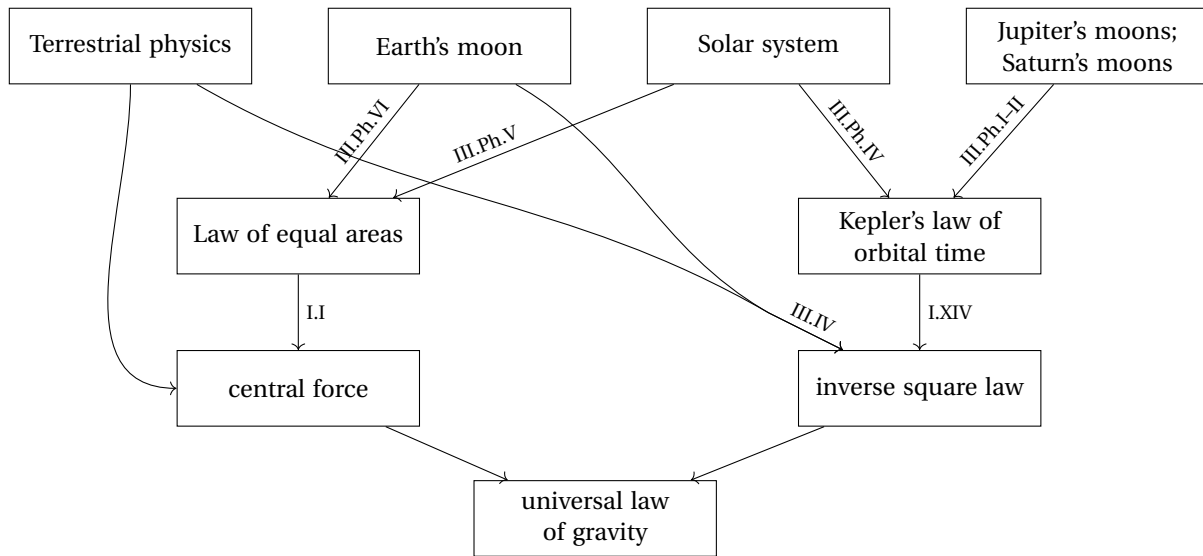 Terrestrial physics
Earth's moon
Solar system
Jupiter's moons;
Saturn's moons
III.Ph.VI
III.Ph.V
III.Ph.IV
III.Ph.I–II
Law of equal areas
Kepler's law of
orbital time
I.I
III.IV
I.XIV
central force
inverse square law
universal law
of gravity